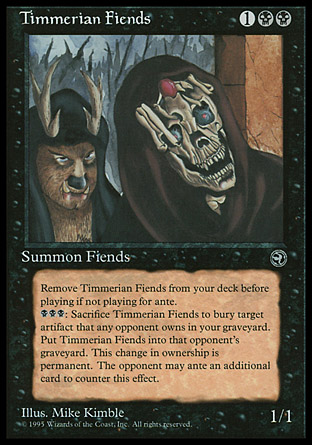 Timmerian Fiends 1
Summon Fiends
Remove Timmerian Fiends from your deck before
playing if not playing for ante.
: Sacrifice Timmerian Fiends to bury target
artifact that any opponent owns in your graveyard.
Put Timmerian Fiends into that opponent's
graveyard. This change in ownership is
permanent. The opponent may ante an additional
card to counter this effect.
Illus. Mike Kimble 1/1
© 1995 Wizards of the Coast, Inc. All rights reserved.